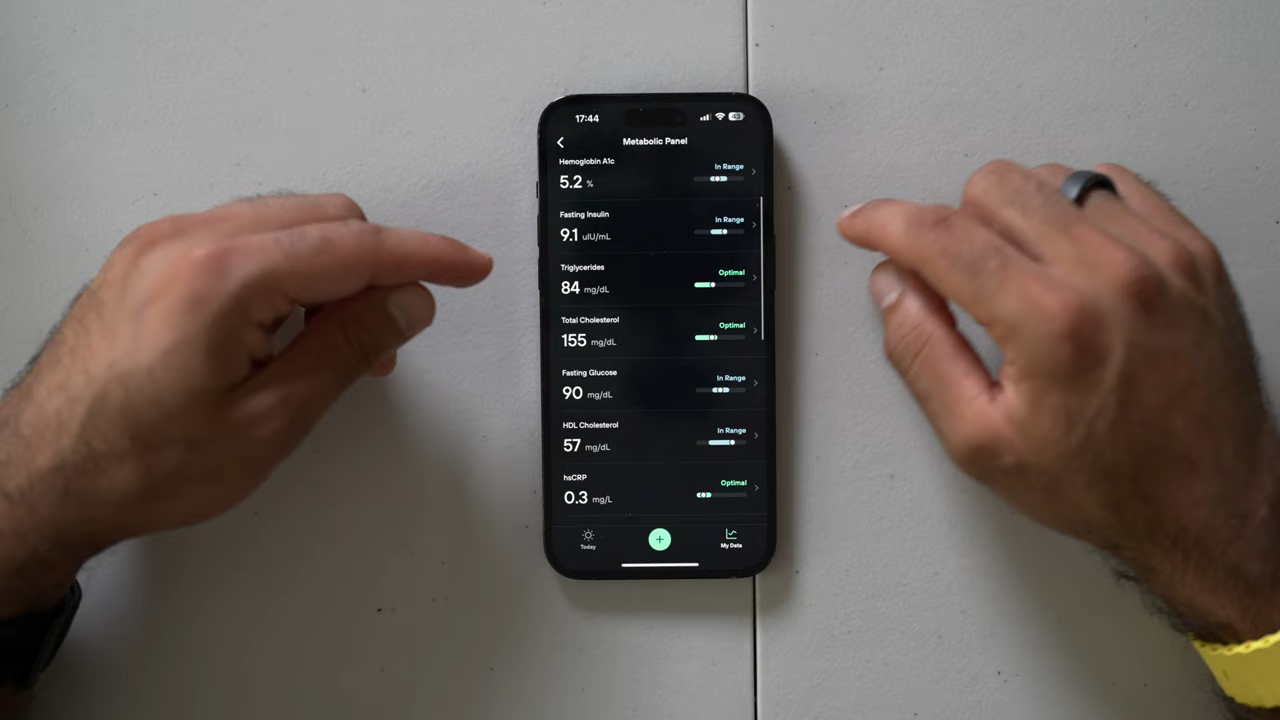 17:44
43
Metabolic Panel
Hemoglobin A1c
In Range
5.2 %
Fasting Insulin
In Range
9.1 uIU/mL
Triglycerides
Optimal
84 mg/dL
Total Cholesterol
Optimal
155 mg/dL
Fasting Glucose
In Range
90 mg/dL
HDL Cholesterol
In Range
57 mg/dL
hsCRP
Optimal
0.3 mg/L
Today
My Data